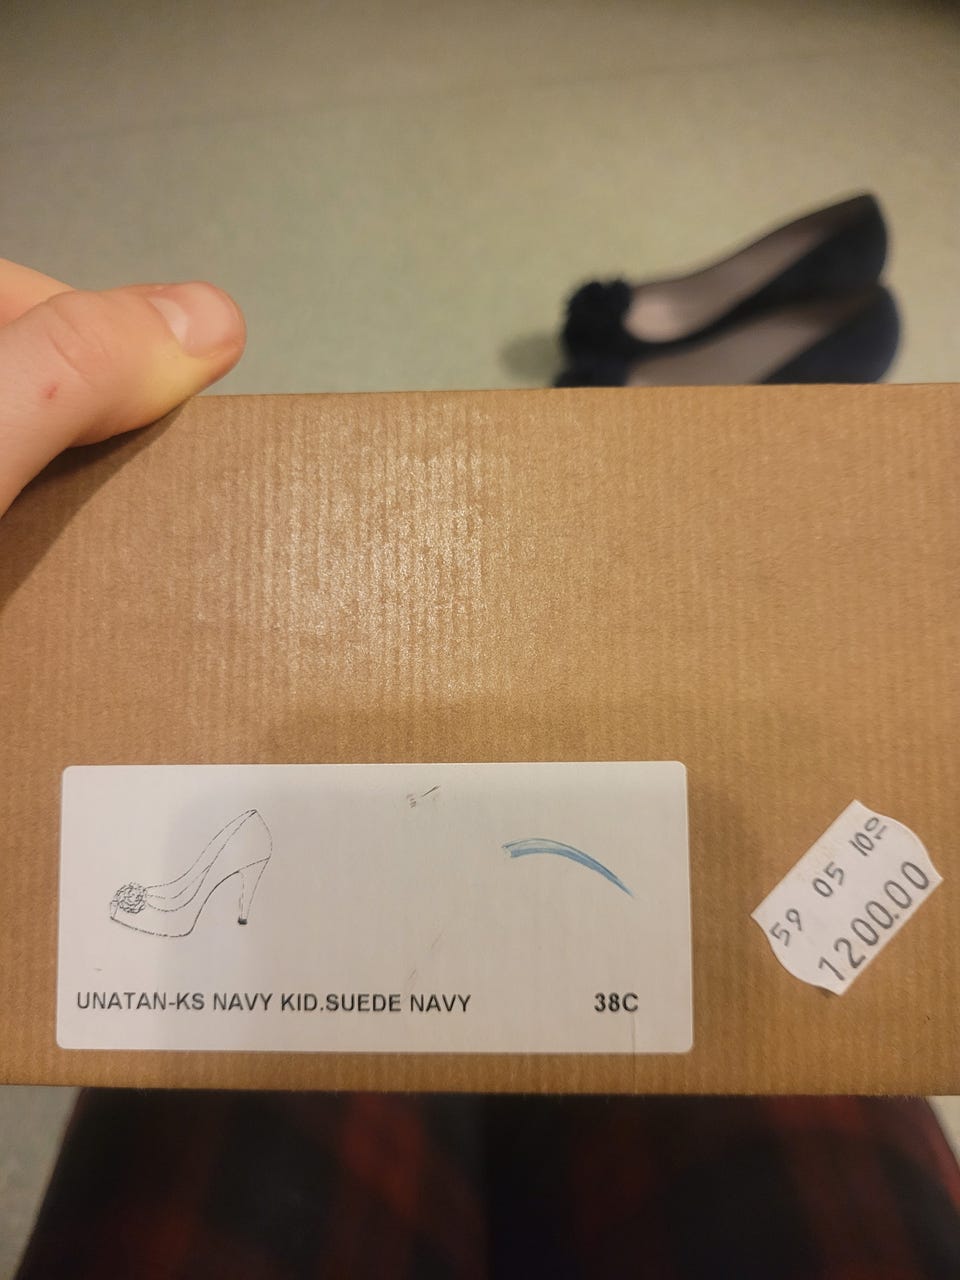 UNATAN-KS NAVY KID.SUEDE NAVY 38C
59 05 10
1200.00